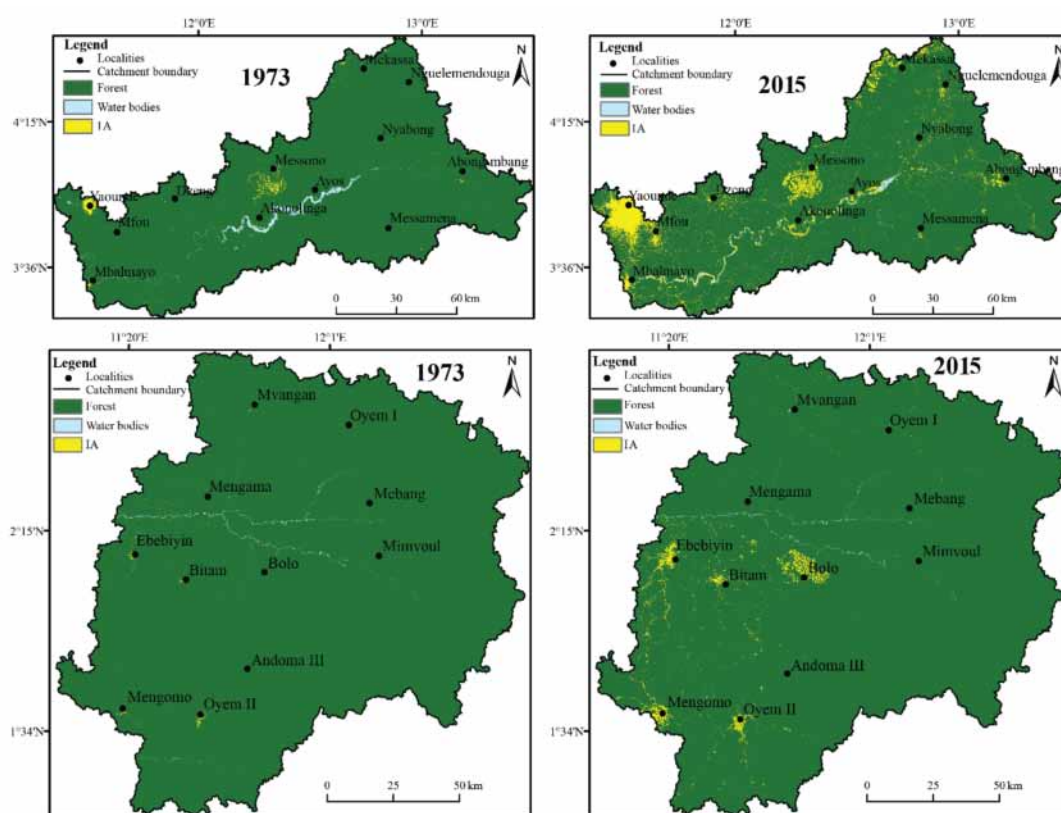 12°0'E 13°0'E
Legend
Localities
Catchment boundary
Forest
Water bodies
IA
1973
N
4°15'N
3°36'N
Mekassa
Nguelemendouga
Nyabong
Messono
Abong-mbang
Ayos
Yaounde
Dzeng
Akonolinga
Mfou
Messamena
Mbalmayo
0 30 60 km
12°0'E 13°0'E
Legend
Localities
Catchment boundary
Forest
Water bodies
IA
2015
N
4°15'N
3°36'N
Mekassa
Nguelemendouga
Nyabong
Messono
Abong-mbang
Ayos
Yaounde
Dzeng
Akonolinga
Mfou
Messamena
Mbalmayo
0 30 60 km
11°20'E 12°1'E
Legend
Localities
Catchment boundary
Forest
Water bodies
IA
1973
N
2°15'N
1°34'N
Mvangan
Oyem I
Mengama
Mebang
Ebebiyin
Mimvoul
Bitam
Bolo
Andoma III
Mengomo
Oyem II
0 25 50 km
11°20'E 12°1'E
Legend
Localities
Catchment boundary
Forest
Water bodies
IA
2015
N
2°15'N
1°34'N
Mvangan
Oyem I
Mengama
Mebang
Ebebiyin
Mimvoul
Bitam
Bolo
Andoma III
Mengomo
Oyem II
0 25 50 km